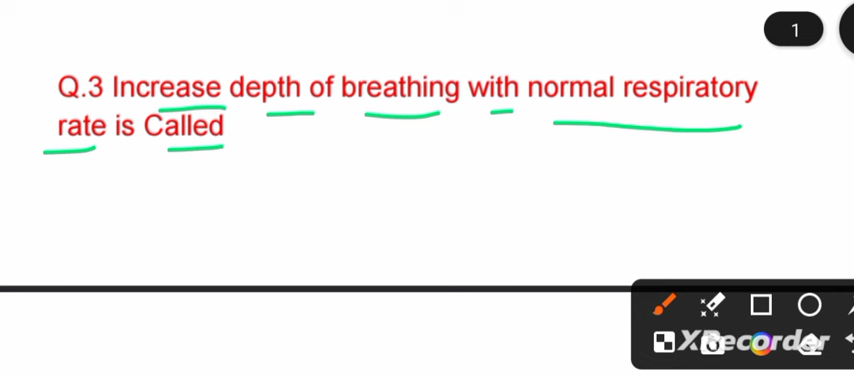 1
Q.3 Increase depth of breathing with normal respiratory
rate is Called
XRecorder